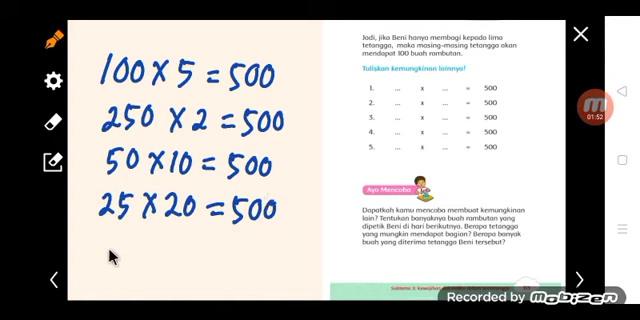 100 × 5 = 500
250 × 2 = 500
50 × 10 = 500
25 × 20 = 500
Jadi, jika Beni hanya membagi kepada lima
tetangga, maka masing-masing tetangga akan
mendapat 100 buah rambutan.
Tuliskan kemungkinan lainnya!
1. ... x ... = 500
2. ... x ... = 500
3. ... x ... = 500
4. ... x ... = 500
5. ... x ... = 500
Ayo Mencoba
Dapatkah kamu mencoba membuat kemungkinan
lain? Tentukan banyaknya buah rambutan yang
dipetik Beni di hari berikutnya. Berapa tetangga
yang mungkin mendapat bagian? Berapa banyak
buah yang diterima tetangga Beni tersebut?
Subtema 3:
01:52
Recorded by Mobizen